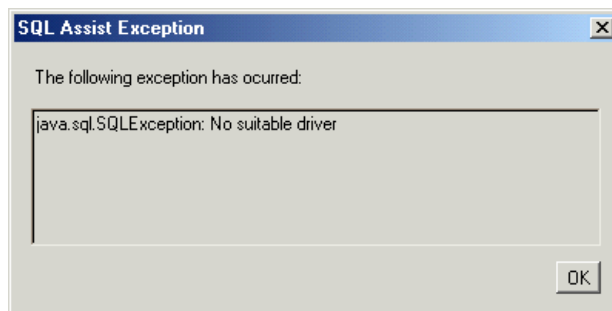 SQL Assist Exception
The following exception has ocurred:
java.sql.SQLException: No suitable driver
OK